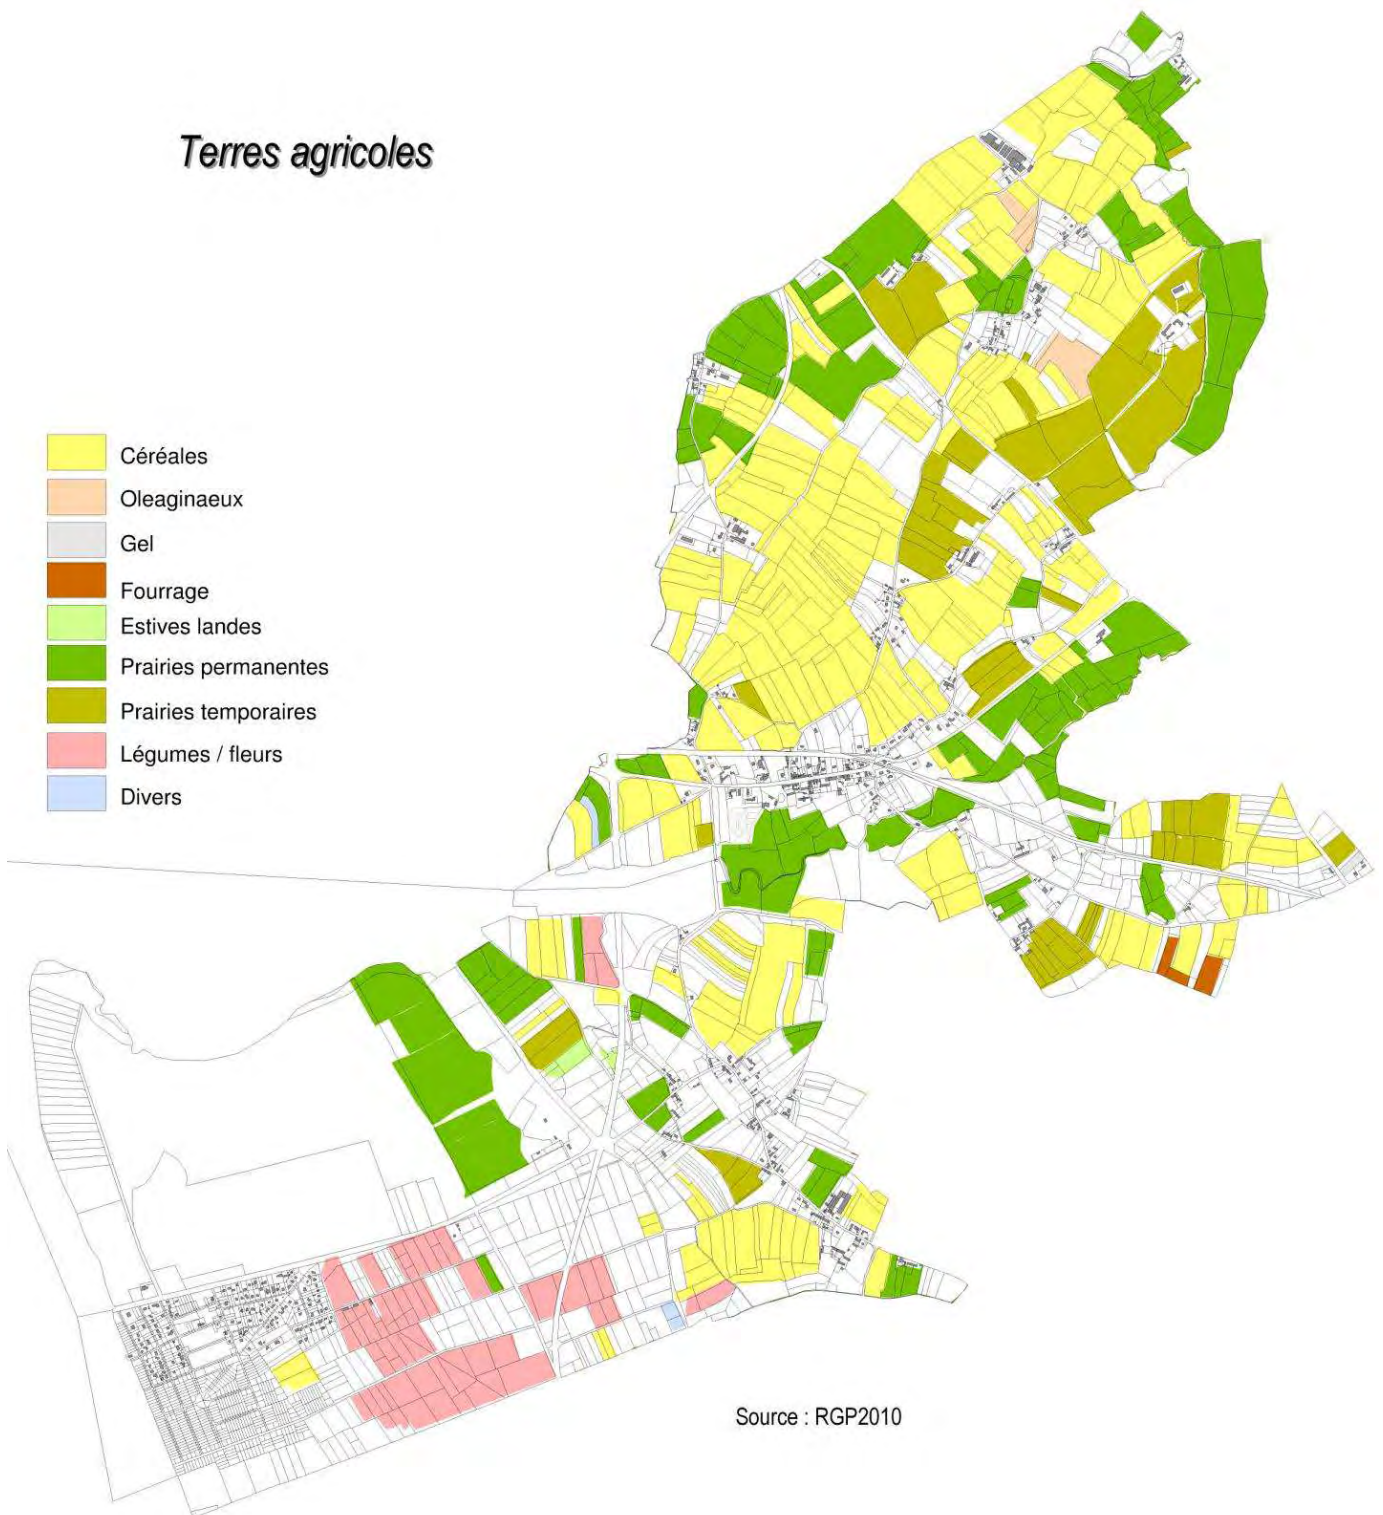 Terres agricoles
Céréales
Oleaginaeux
Gel
Fourrage
Estives landes
Prairies permanentes
Prairies temporaires
Légumes / fleurs
Divers
Source : RGP2010